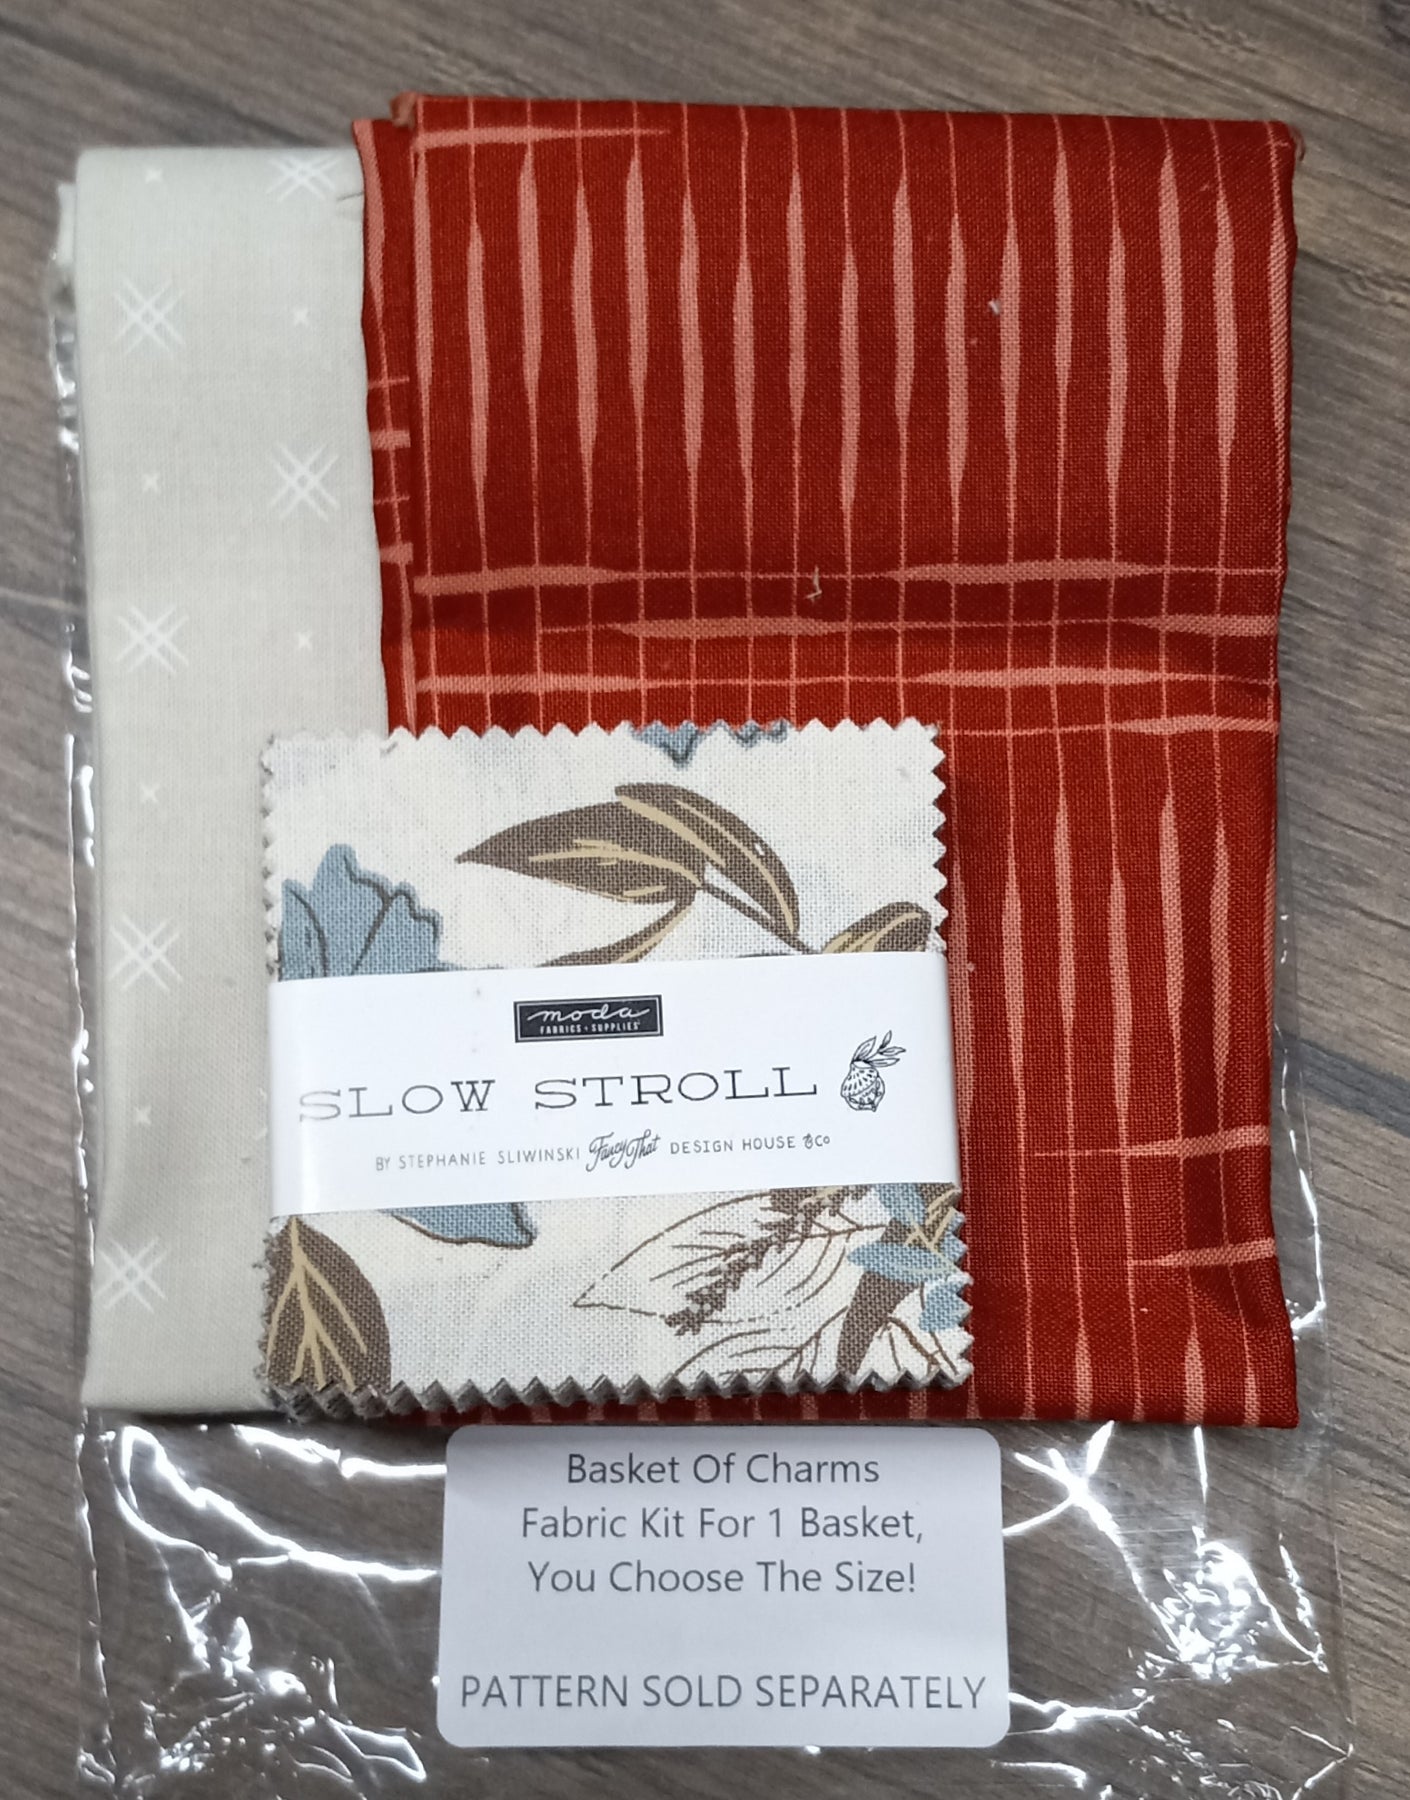 moda
FABRICS + SUPPLIES
SLOW STROLL
BY STEPHANIE SLIWINSKI Fancy That DESIGN HOUSE & CO
Basket Of Charms
Fabric Kit For 1 Basket,
You Choose The Size!
PATTERN SOLD SEPARATELY